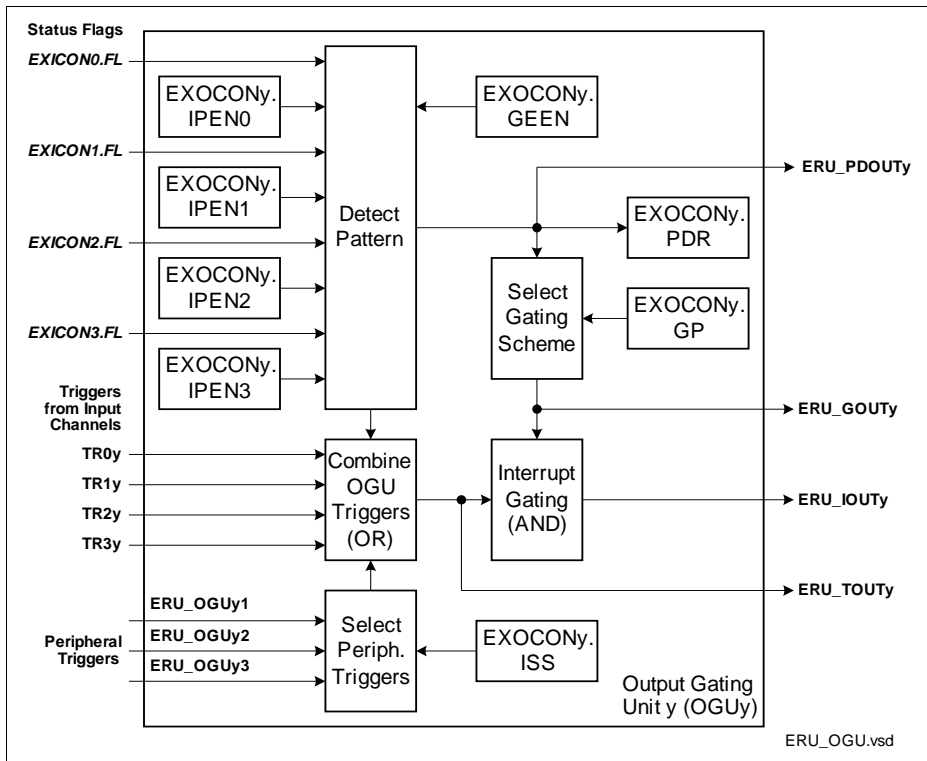 Status Flags
EXICON0.FL
EXOCONy.
IPEN0
EXOCONy.
GEEN
EXICON1.FL
EXOCONy.
IPEN1
ERU_PDOUTy
Detect
Pattern
EXOCONy.
PDR
EXICON2.FL
EXOCONy.
IPEN2
Select
Gating
Scheme
EXOCONy.
GP
EXICON3.FL
EXOCONy.
IPEN3
Triggers
from Input
Channels
ERU_GOUTy
TR0y
TR1y
TR2y
TR3y
Combine
OGU
Triggers
(OR)
Interrupt
Gating
(AND)
ERU_IOUTy
ERU_TOUTy
Peripheral
Triggers
ERU_OGUy1
ERU_OGUy2
ERU_OGUy3
Select
Periph.
Triggers
EXOCONy.
ISS
Output Gating
Unit y (OGUy)
ERU_OGU.vsd